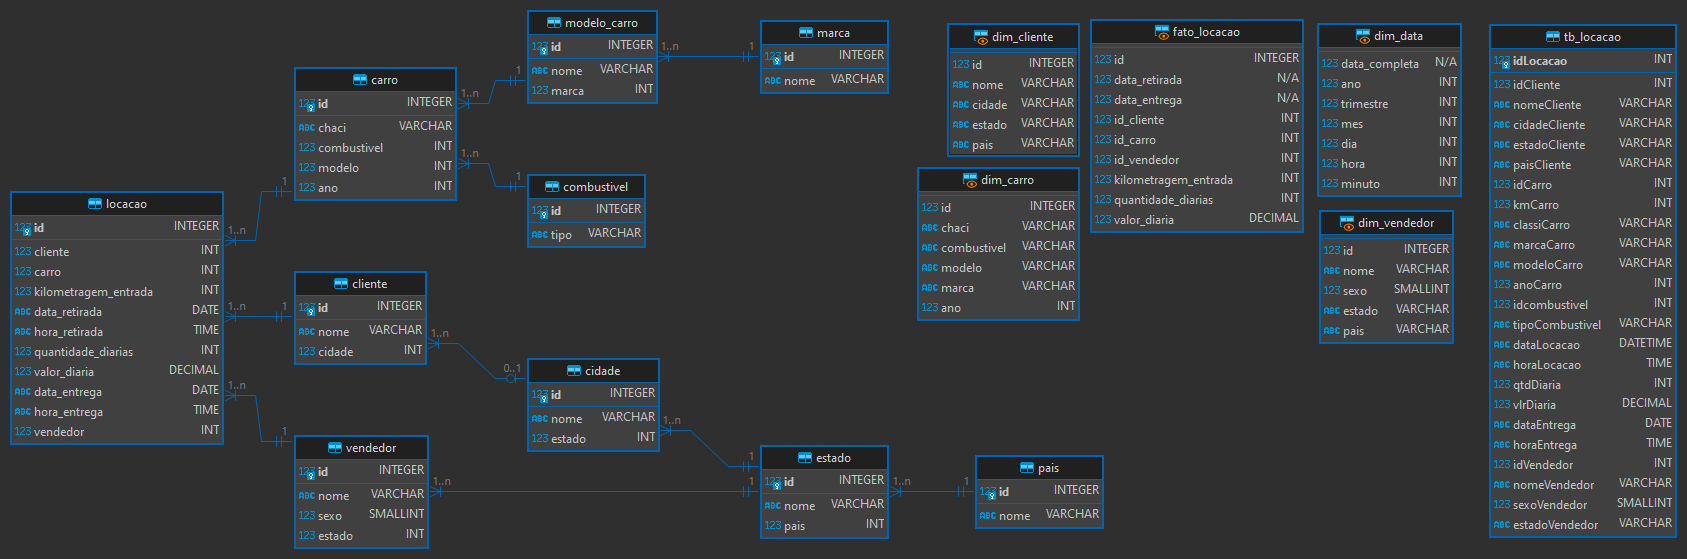 modelo_carro
123 id INTEGER
ABC nome VARCHAR
123 marca INT
1..n
1
marca
123 id INTEGER
ABC nome VARCHAR
carro
123 id INTEGER
ABC chaci VARCHAR
123 combustivel INT
123 modelo INT
123 ano INT
1..n
1
1..n
1
combustivel
123 id INTEGER
ABC tipo VARCHAR
locacao
123 id INTEGER
123 cliente INT
123 carro INT
123 kilometragem_entrada INT
ABC data_retirada DATE
ABC hora_retirada TIME
123 quantidade_diarias INT
123 valor_diaria DECIMAL
ABC data_entrega DATE
ABC hora_entrega TIME
123 vendedor INT
1..n
1
1..n
1
1..n
1
cliente
123 id INTEGER
ABC nome VARCHAR
123 cidade INT
1..n
0..1
cidade
123 id INTEGER
ABC nome VARCHAR
123 estado INT
1..n
1
vendedor
123 id INTEGER
ABC nome VARCHAR
123 sexo SMALLINT
123 estado INT
1..n
1
estado
123 id INTEGER
ABC nome VARCHAR
123 pais INT
1..n
1
pais
123 id INTEGER
ABC nome VARCHAR
dim_cliente
123 id INTEGER
ABC nome VARCHAR
ABC cidade VARCHAR
ABC estado VARCHAR
ABC pais VARCHAR
dim_carro
123 id INTEGER
ABC chaci VARCHAR
ABC combustivel VARCHAR
ABC modelo VARCHAR
ABC marca VARCHAR
123 ano INT
fato_locacao
123 id INTEGER
123 data_retirada N/A
123 data_entrega N/A
123 id_cliente INT
123 id_carro INT
123 id_vendedor INT
123 kilometragem_entrada INT
123 quantidade_diarias INT
123 valor_diaria DECIMAL
dim_data
123 data_completa N/A
123 ano INT
123 trimestre INT
123 mes INT
123 dia INT
123 hora INT
123 minuto INT
dim_vendedor
123 id INTEGER
ABC nome VARCHAR
123 sexo SMALLINT
ABC estado VARCHAR
ABC pais VARCHAR
tb_locacao
123 idLocacao INT
123 idCliente INT
ABC nomeCliente VARCHAR
ABC cidadeCliente VARCHAR
ABC estadoCliente VARCHAR
ABC paisCliente VARCHAR
123 idCarro INT
123 kmCarro INT
ABC classiCarro VARCHAR
ABC marcaCarro VARCHAR
ABC modeloCarro VARCHAR
123 anoCarro INT
123 idcombustivel INT
ABC tipoCombustivel VARCHAR
ABC dataLocacao DATETIME
ABC horaLocacao TIME
123 qtdDiaria INT
123 vlrDiaria DECIMAL
ABC dataEntrega DATE
ABC horaEntrega TIME
123 idVendedor INT
ABC nomeVendedor VARCHAR
123 sexoVendedor SMALLINT
ABC estadoVendedor VARCHAR